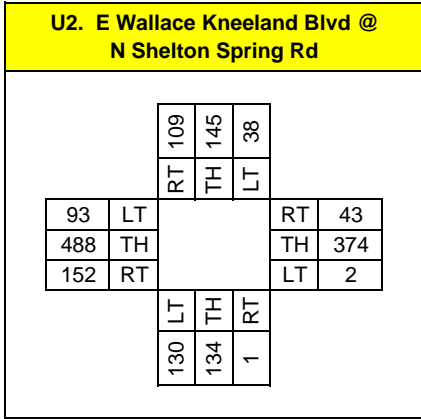 U2. E Wallace Kneeland Blvd @
N Shelton Spring Rd
109 145 38
RT TH LT
93 LT RT 43
488 TH TH 374
152 RT LT 2
LT TH RT
130 134 1